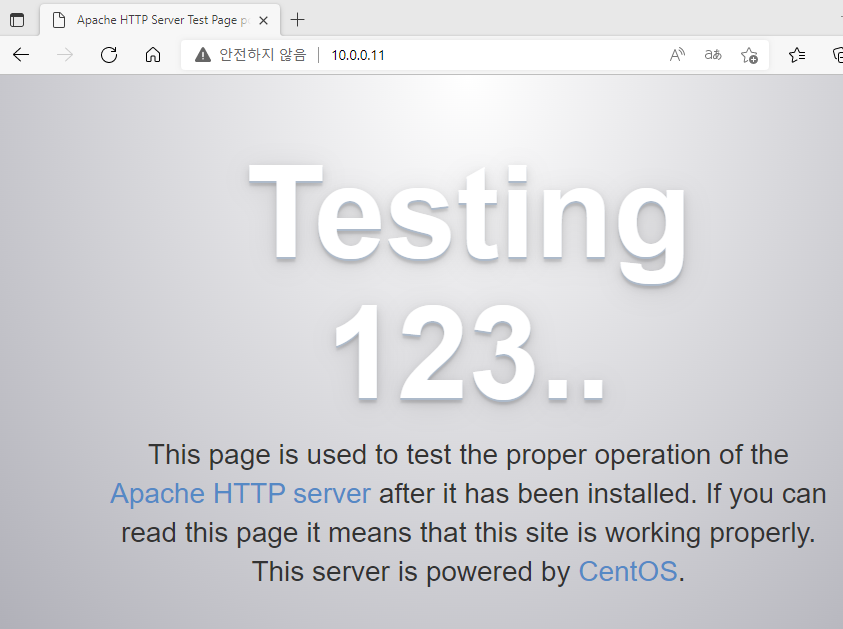 Apache HTTP Server Test Page
안전하지 않음 10.0.0.11
A あ
Testing
123..
This page is used to test the proper operation of the
Apache HTTP server after it has been installed. If you can
read this page it means that this site is working properly.
This server is powered by CentOS.